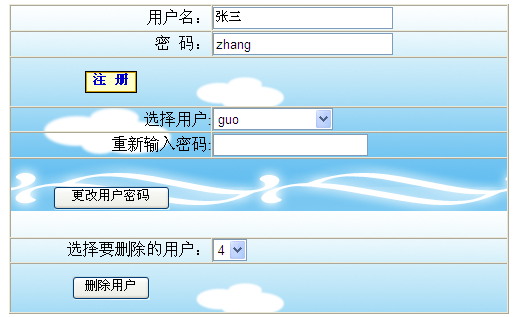 用户名： 张三
密 码： zhang
注 册
选择用户: guo
重新输入密码:
更改用户密码
选择要删除的用户： 4
删除用户